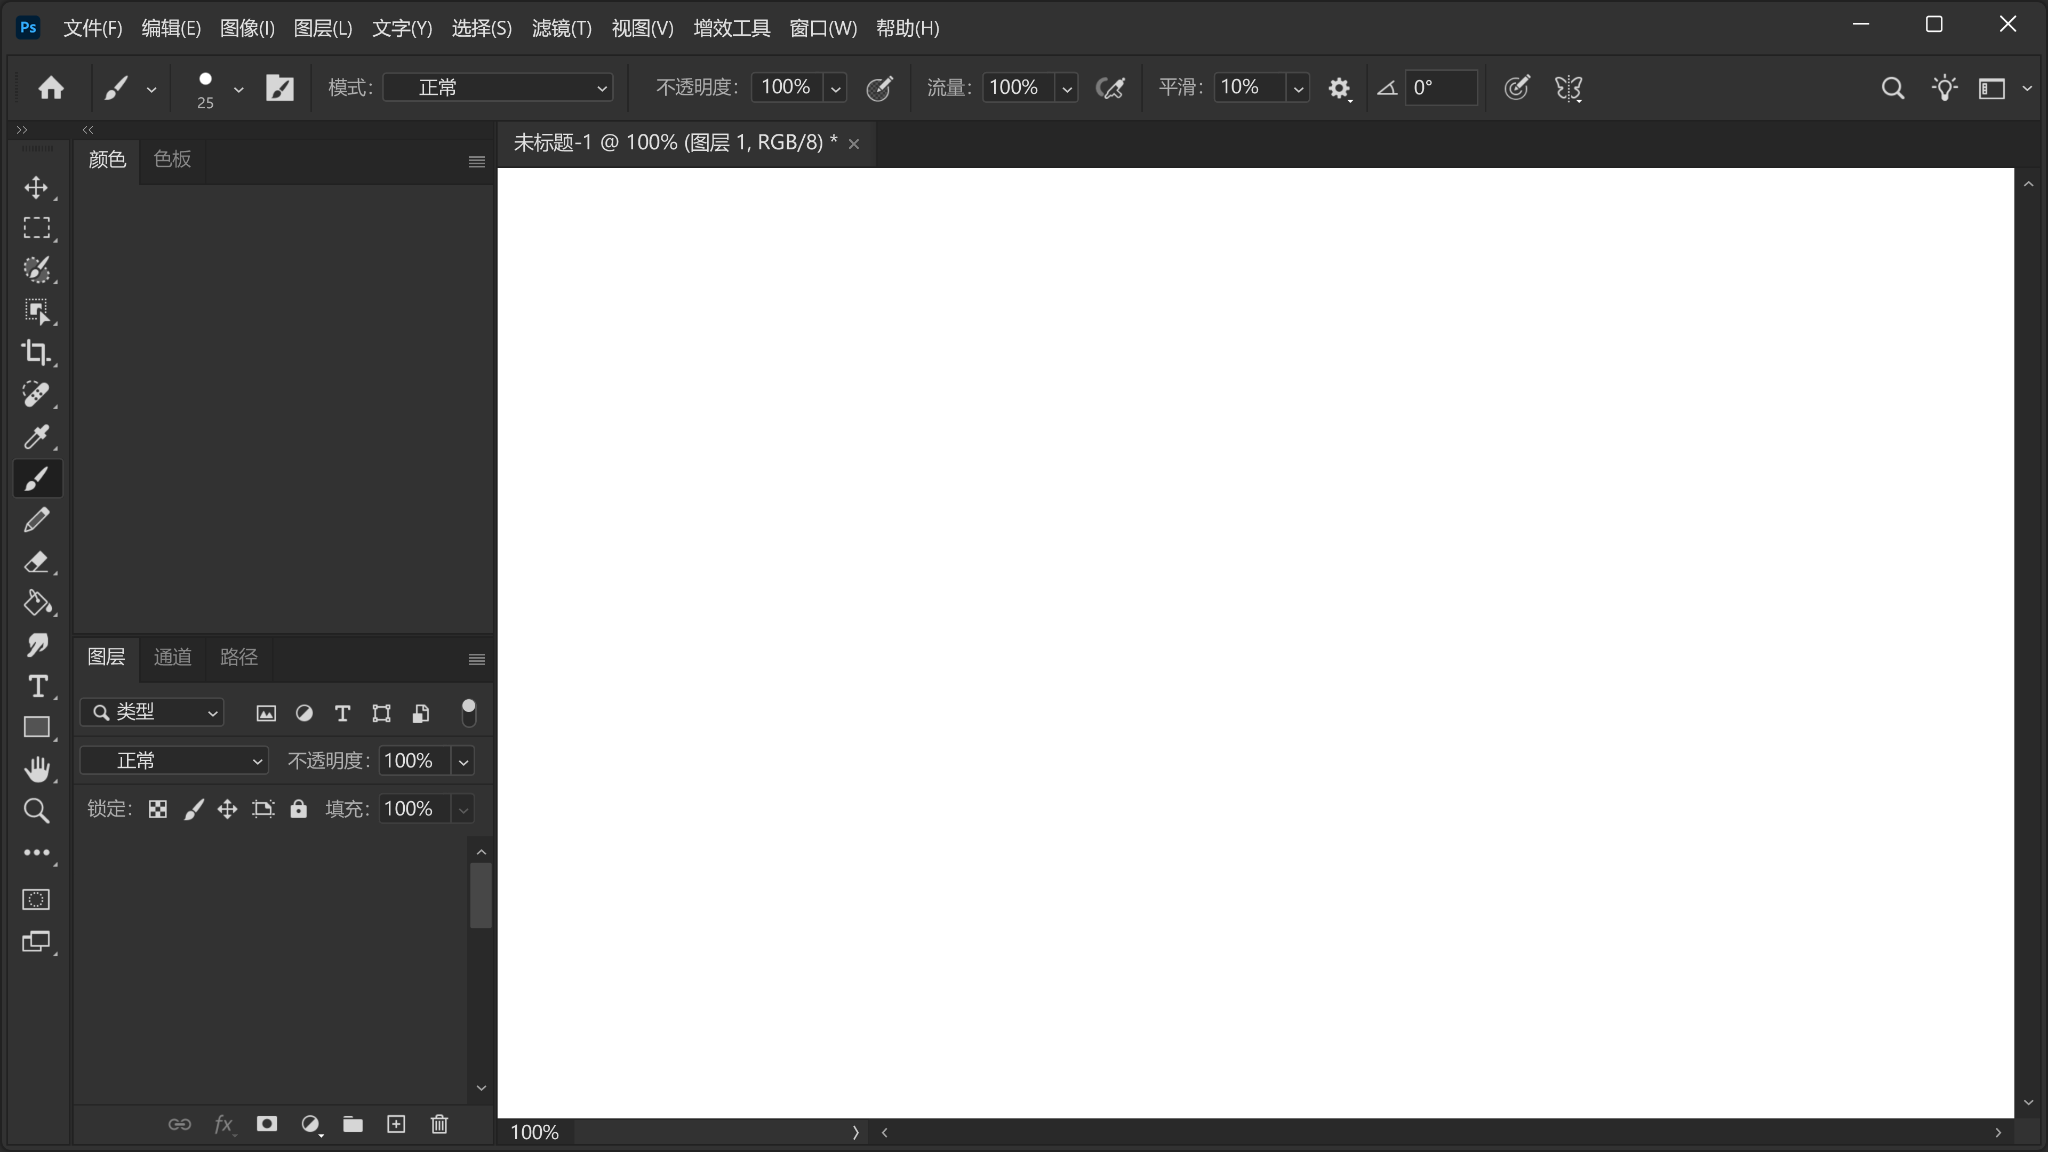 Ps 文件(F) 编辑(E) 图像(I) 图层(L) 文字(Y) 选择(S) 滤镜(T) 视图(V) 增效工具 窗口(W) 帮助(H)
25 模式: 正常 不透明度: 100% 流量: 100% 平滑: 10% 0°
颜色 色板
未标题-1 @ 100% (图层 1, RGB/8) *
图层 通道 路径
类型
正常 不透明度: 100%
锁定: 填充: 100%
fx
100%